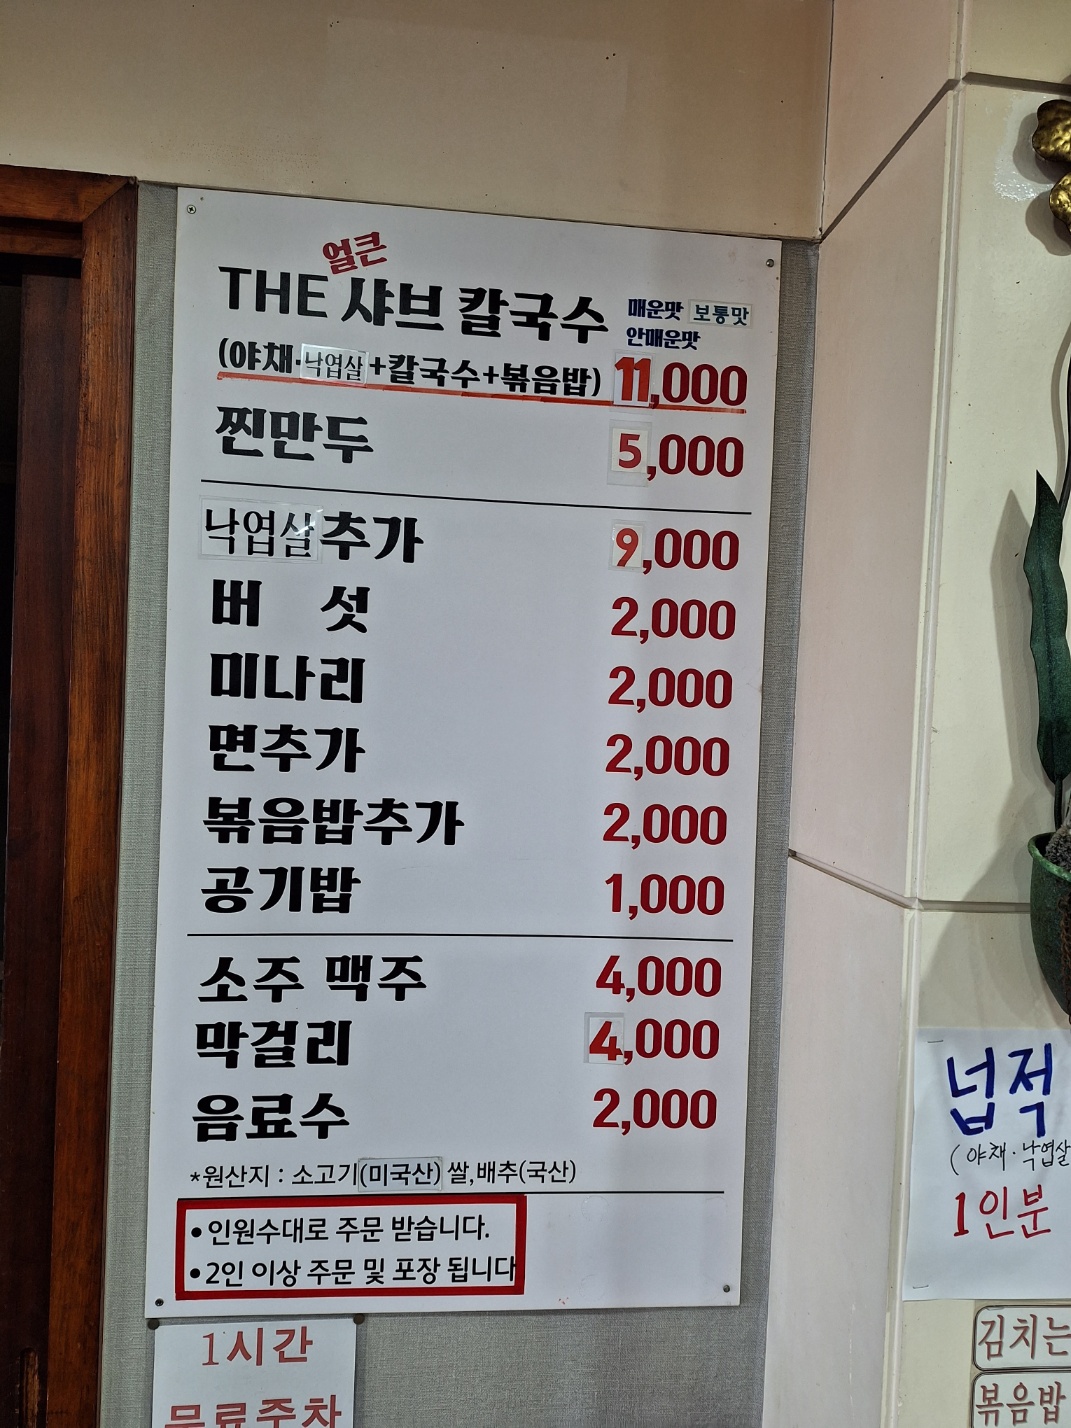 얼큰
THE 샤브 칼국수 매운맛 보통맛
안매운맛
(야채·낙엽살+칼국수+볶음밥) 11,000
찐만두 5,000
낙엽살추가 9,000
버 섯 2,000
미나리 2,000
면추가 2,000
볶음밥추가 2,000
공기밥 1,000
소주 맥주 4,000
막걸리 4,000
음료수 2,000
*원산지 : 소고기(미국산) 쌀,배추(국산)
• 인원수대로 주문 받습니다.
• 2인 이상 주문 및 포장 됩니다
1시간
무료주차
넙적
(야채·낙엽살
1인분
김치는
볶음밥